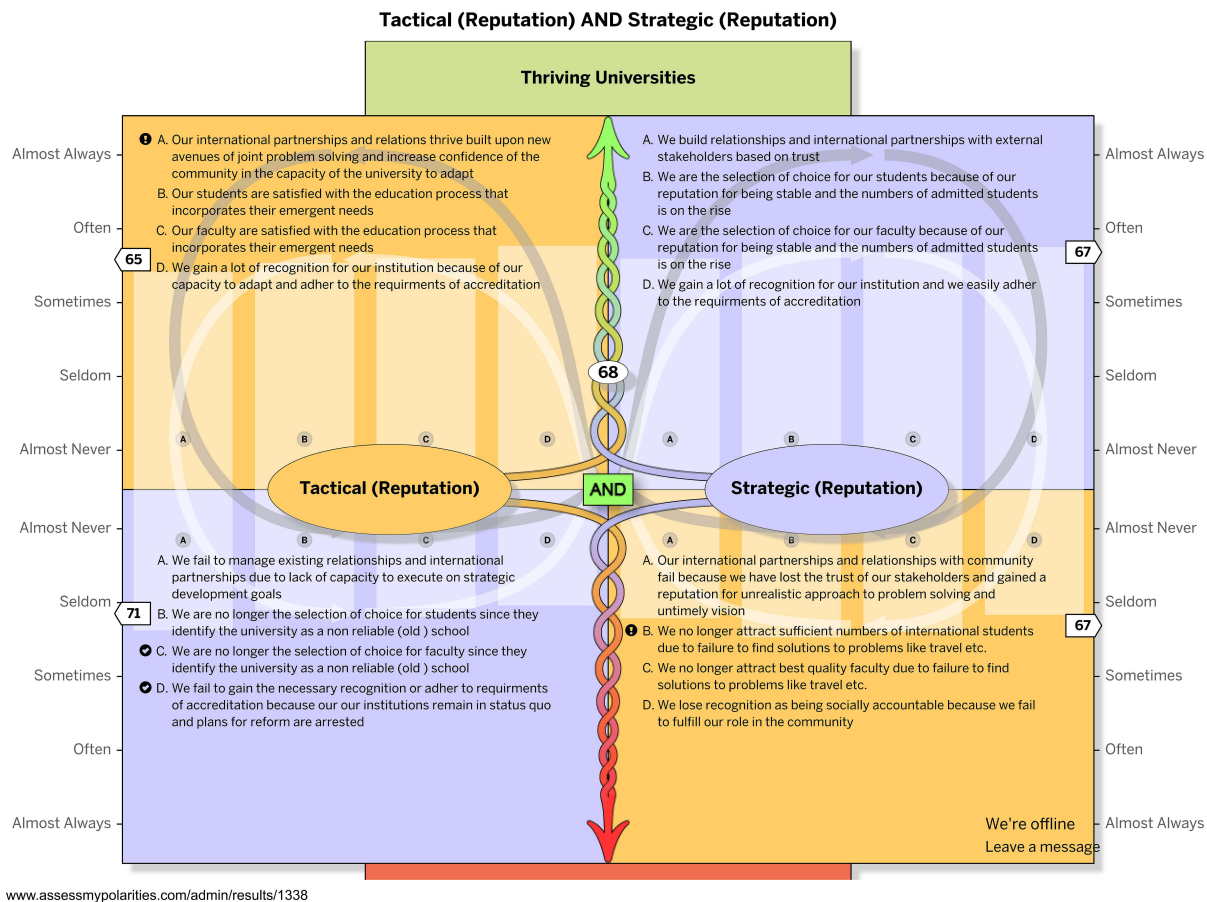 Tactical (Reputation) AND Strategic (Reputation)
Thriving Universities
Almost Always
Often
65
Sometimes
Seldom
Almost Never
Almost Never
Seldom
71
Sometimes
Often
Almost Always
A. Our international partnerships and relations thrive built upon new
avenues of joint problem solving and increase confidence of the
community in the capacity of the university to adapt
B. Our students are satisfied with the education process that
incorporates their emergent needs
C. Our faculty are satisfied with the education process that
incorporates their emergent needs
D. We gain a lot of recognition for our institution because of our
capacity to adapt and adher to the requirments of accreditation
A. We build relationships and international partnerships with external
stakeholders based on trust
B. We are the selection of choice for our students because of our
reputation for being stable and the numbers of admitted students
is on the rise
C. We are the selection of choice for our faculty because of our
reputation for being stable and the numbers of admitted students
is on the rise
D. We gain a lot of recognition for our institution and we easily adher
to the requirments of accreditation
68
A B C D A B C D
Tactical (Reputation)
AND
Strategic (Reputation)
A B C D A B C D
A. We fail to manage existing relationships and international
partnerships due to lack of capacity to execute on strategic
development goals
B. We are no longer the selection of choice for students since they
identify the university as a non reliable (old ) school
C. We are no longer the selection of choice for faculty since they
identify the university as a non reliable (old ) school
D. We fail to gain the necessary recognition or adher to requirments
of accreditation because our our institutions remain in status quo
and plans for reform are arrested
A. Our international partnerships and relationships with community
fail because we have lost the trust of our stakeholders and gained a
reputation for unrealistic approach to problem solving and
untimely vision
B. We no longer attract sufficient numbers of international students
due to failure to find solutions to problems like travel etc.
C. We no longer attract best quality faculty due to failure to find
solutions to problems like travel etc.
D. We lose recognition as being socially accountable because we fail
to fulfill our role in the community
Almost Always
Often
67
Sometimes
Seldom
Almost Never
Almost Never
Seldom
67
Sometimes
Often
Almost Always
We're offline
Leave a message
www.assessmypolarities.com/admin/results/1338